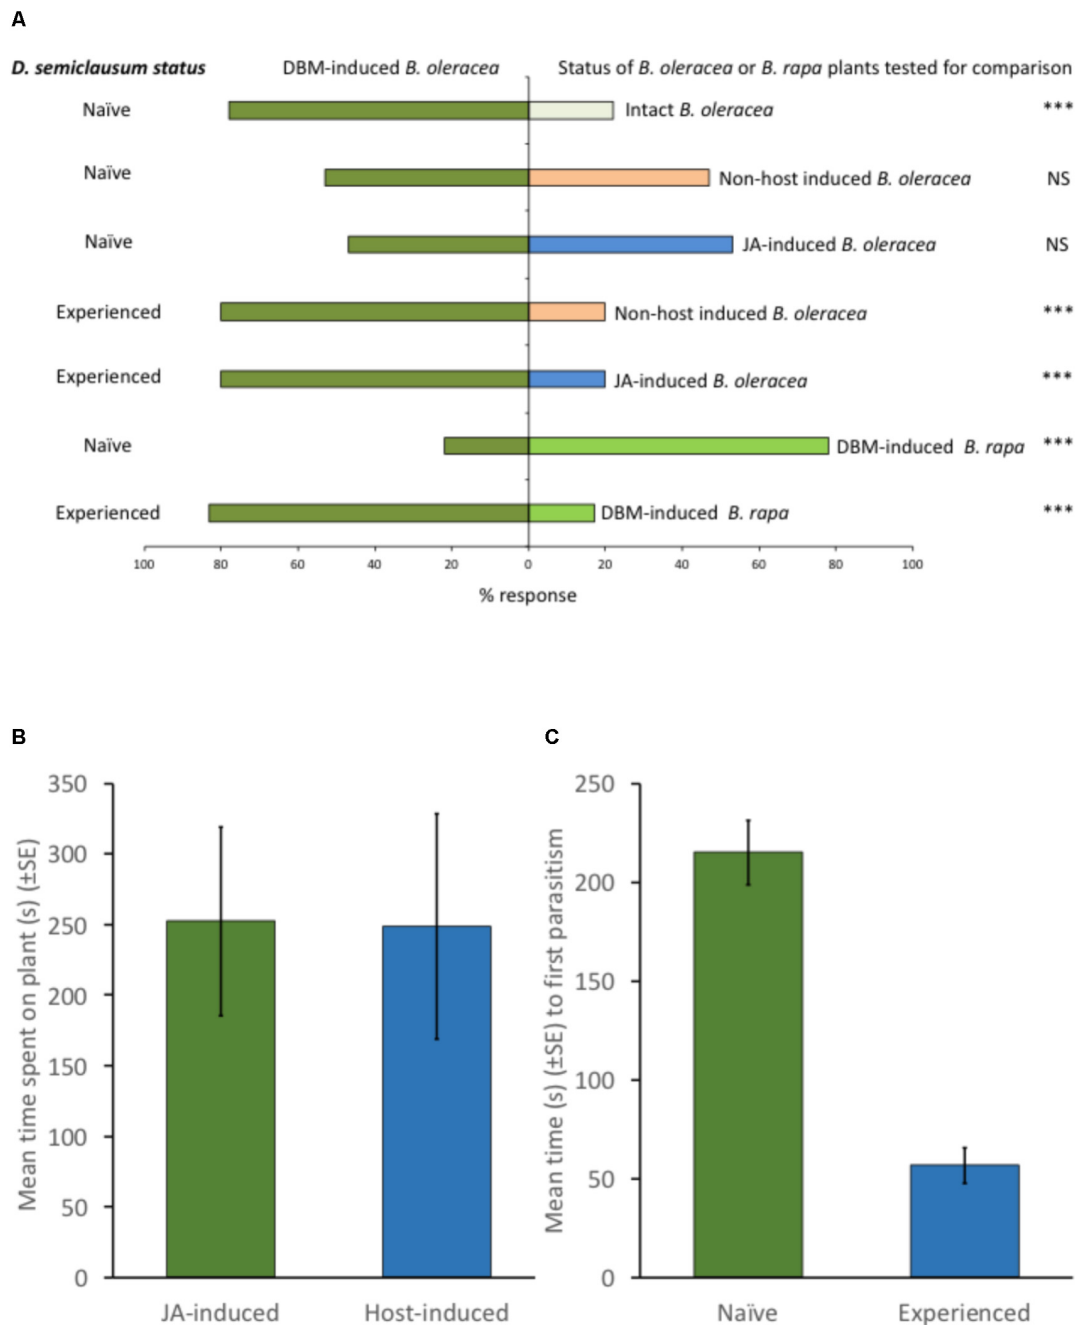 A
D. semiclausum status DBM-induced B. oleracea Status of B. oleracea or B. rapa plants tested for comparison
Naïve Intact B. oleracea ***
Naïve Non-host induced B. oleracea NS
Naïve JA-induced B. oleracea NS
Experienced Non-host induced B. oleracea ***
Experienced JA-induced B. oleracea ***
Naïve DBM-induced B. rapa ***
Experienced DBM-induced B. rapa ***
100 80 60 40 20 0 20 40 60 80 100
% response
B
Mean time spent on plant (s) (±SE)
350
300
250
200
150
100
50
0
JA-induced Host-induced
C
Mean time (s) (±SE) to first parasitism
250
200
150
100
50
0
Naïve Experienced